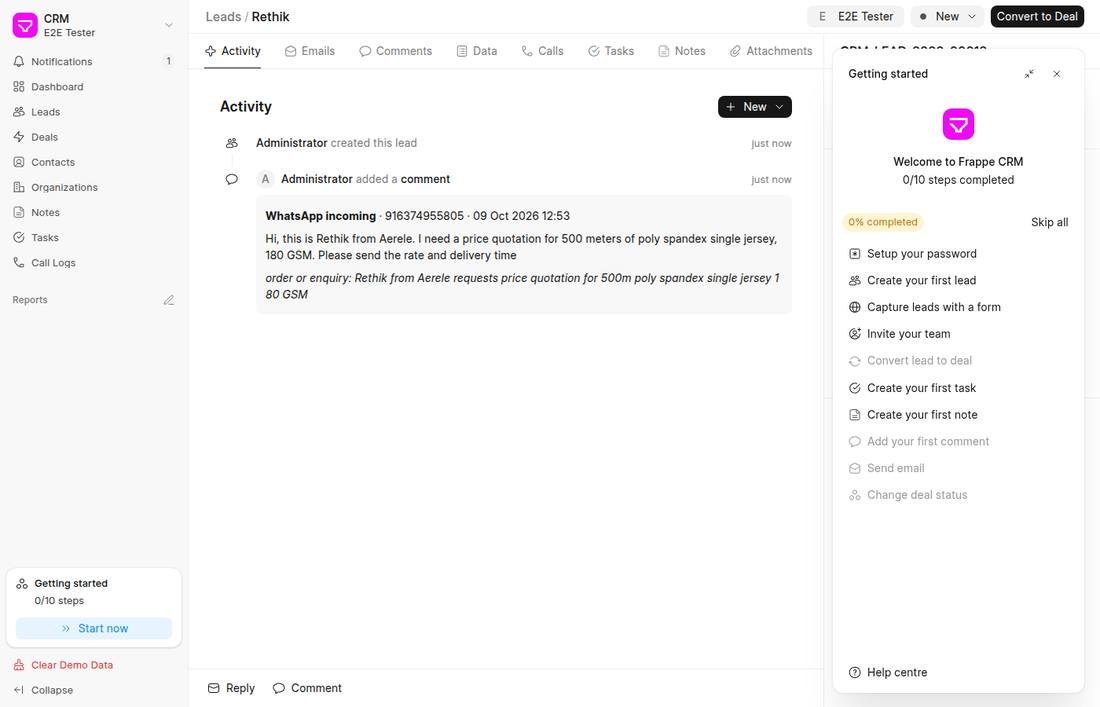 CRM
E2E Tester
Notifications
1
Dashboard
Leads
Deals
Contacts
Organizations
Notes
Tasks
Call Logs
Reports
Getting started
0/10 steps
Start now
Clear Demo Data
Collapse
Leads / Rethik
E E2E Tester
New
Convert to Deal
Activity
Emails
Comments
Data
Calls
Tasks
Notes
Attachments
Activity
New
Administrator created this lead
just now
A Administrator added a comment
just now
WhatsApp incoming · 916374955805 · 09 Oct 2026 12:53
Hi, this is Rethik from Aerele. I need a price quotation for 500 meters of poly spandex single jersey,
180 GSM. Please send the rate and delivery time
order or enquiry: Rethik from Aerele requests price quotation for 500m poly spandex single jersey 1
80 GSM
Reply
Comment
Getting started
Welcome to Frappe CRM
0/10 steps completed
0% completed
Skip all
Setup your password
Create your first lead
Capture leads with a form
Invite your team
Convert lead to deal
Create your first task
Create your first note
Add your first comment
Send email
Change deal status
Help centre